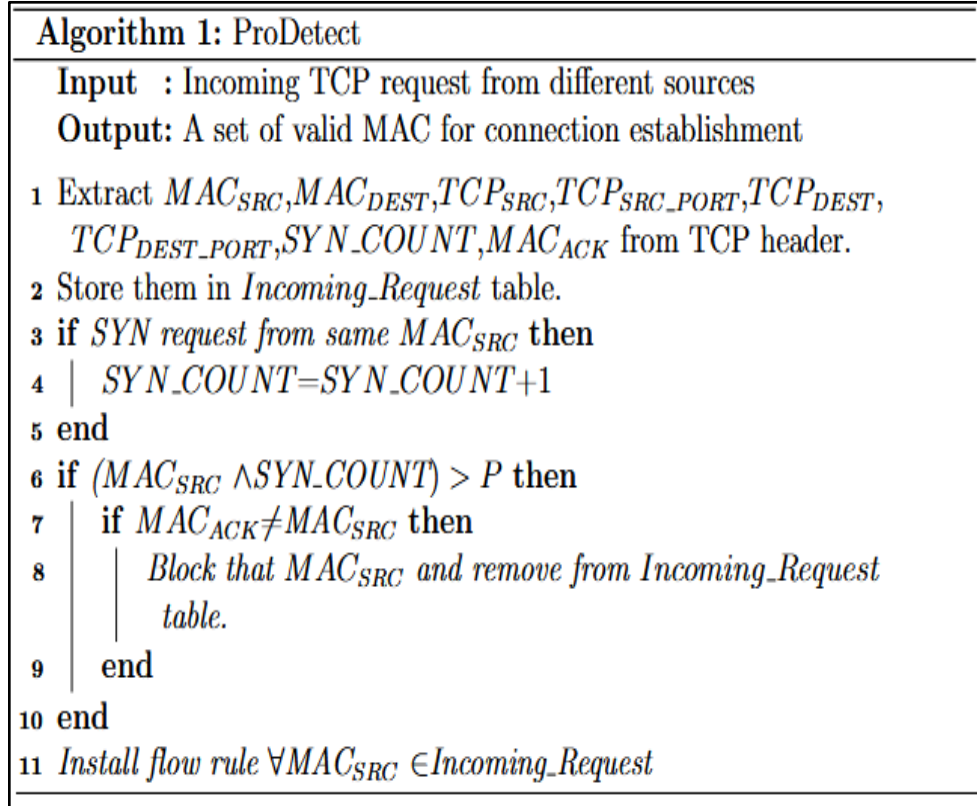 Algorithm 1: ProDetect
Input : Incoming TCP request from different sources
Output: A set of valid MAC for connection establishment
1 Extract MAC_SRC,MAC_DEST,TCP_SRC,TCP_SRC_PORT,TCP_DEST,
TCP_DEST_PORT,SYN_COUNT,MAC_ACK from TCP header.
2 Store them in Incoming_Request table.
3 if SYN request from same MAC_SRC then
4 SYN_COUNT=SYN_COUNT+1
5 end
6 if (MAC_SRC ∧SYN_COUNT) > P then
7 if MAC_ACK≠MAC_SRC then
8 Block that MAC_SRC and remove from Incoming_Request
table.
9 end
10 end
11 Install flow rule ∀MAC_SRC ∈Incoming_Request